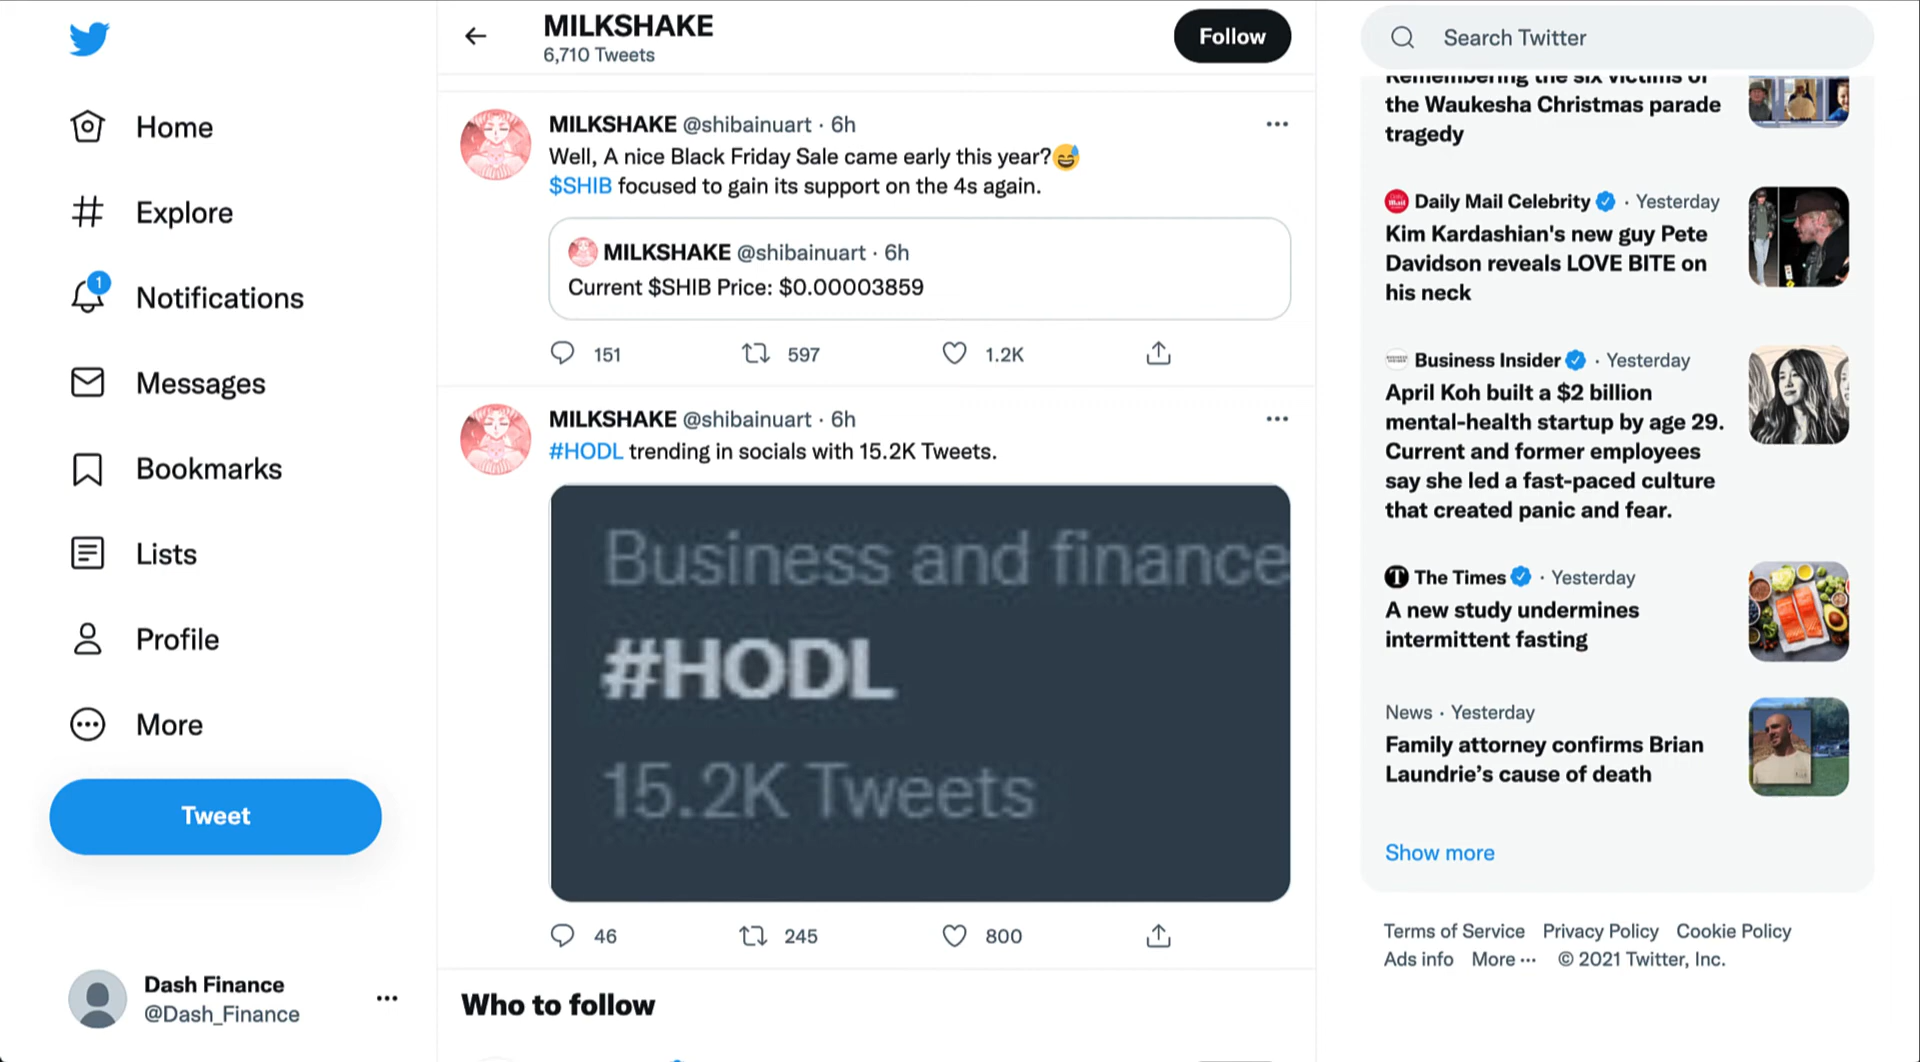 Home
Explore
1
Notifications
Messages
Bookmarks
Lists
Profile
More
Tweet
Dash Finance
@Dash_Finance
MILKSHAKE
6,710 Tweets
Follow
MILKSHAKE @shibainuart · 6h
Well, A nice Black Friday Sale came early this year?😅
$SHIB focused to gain its support on the 4s again.
MILKSHAKE @shibainuart · 6h
Current $SHIB Price: $0.00003859
151 597 1.2K
MILKSHAKE @shibainuart · 6h
#HODL trending in socials with 15.2K Tweets.
Business and finance
#HODL
15.2K Tweets
46 245 800
Who to follow
Search Twitter
Remembering the six victims of
the Waukesha Christmas parade
tragedy
Daily Mail Celebrity · Yesterday
Kim Kardashian's new guy Pete
Davidson reveals LOVE BITE on
his neck
Business Insider · Yesterday
April Koh built a $2 billion
mental-health startup by age 29.
Current and former employees
say she led a fast-paced culture
that created panic and fear.
The Times · Yesterday
A new study undermines
intermittent fasting
News · Yesterday
Family attorney confirms Brian
Laundrie’s cause of death
Show more
Terms of Service Privacy Policy Cookie Policy
Ads info More ··· © 2021 Twitter, Inc.